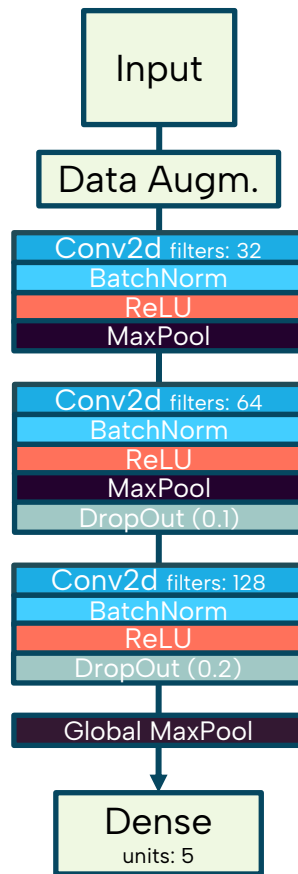 Input
Data Augm.
Conv2d filters: 32
BatchNorm
ReLU
MaxPool
Conv2d filters: 64
BatchNorm
ReLU
MaxPool
DropOut (0.1)
Conv2d filters: 128
BatchNorm
ReLU
DropOut (0.2)
Global MaxPool
Dense
units: 5